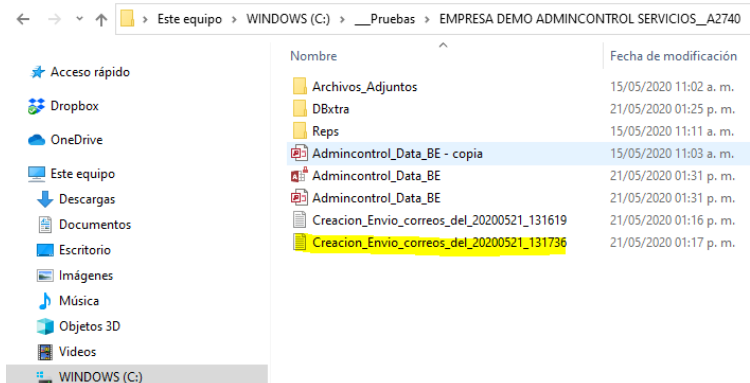 Este equipo > WINDOWS (C:) > __Pruebas > EMPRESA DEMO ADMINCONTROL SERVICIOS__A2740
Nombre Fecha de modificación
Acceso rápido
Dropbox
OneDrive
Este equipo
Descargas
Documentos
Escritorio
Imágenes
Música
Objetos 3D
Videos
WINDOWS (C:)
Archivos_Adjuntos 15/05/2020 11:02 a. m.
DBxtra 21/05/2020 01:25 p. m.
Reps 15/05/2020 11:11 a. m.
Admincontrol_Data_BE - copia 15/05/2020 11:03 a. m.
Admincontrol_Data_BE 21/05/2020 01:31 p. m.
Admincontrol_Data_BE 21/05/2020 01:31 p. m.
Creacion_Envio_correos_del_20200521_131619 21/05/2020 01:16 p. m.
Creacion_Envio_correos_del_20200521_131736 21/05/2020 01:17 p. m.